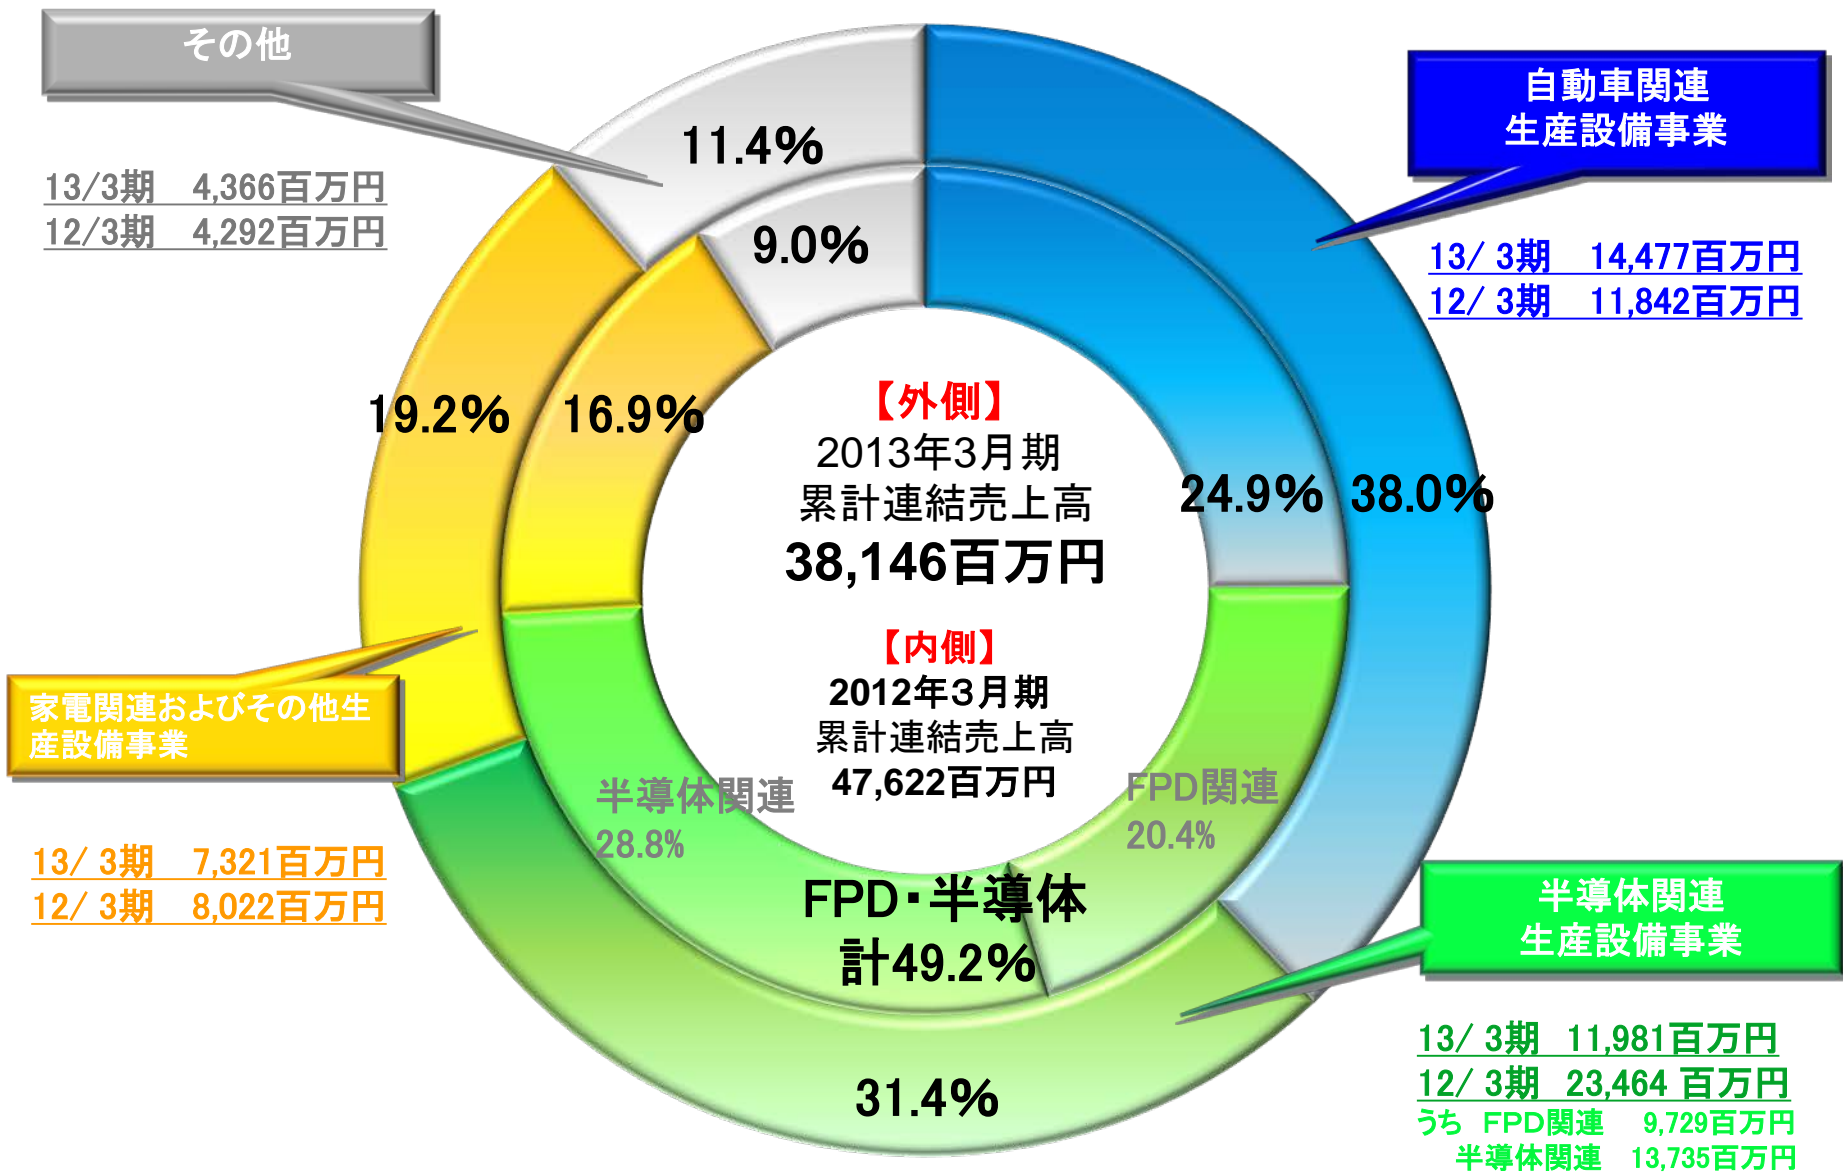 その他
13/3期 4,366百万円
12/3期 4,292百万円
自動車関連
生産設備事業
13/ 3期 14,477百万円
12/ 3期 11,842百万円
11.4%
9.0%
19.2%
16.9%
24.9%
38.0%
【外側】
2013年3月期
累計連結売上高
38,146百万円
【内側】
2012年3月期
累計連結売上高
47,622百万円
家電関連およびその他生
産設備事業
13/ 3期 7,321百万円
12/ 3期 8,022百万円
半導体関連
28.8%
FPD関連
20.4%
FPD・半導体
計49.2%
31.4%
半導体関連
生産設備事業
13/ 3期 11,981百万円
12/ 3期 23,464 百万円
うち FPD関連 9,729百万円
半導体関連 13,735百万円